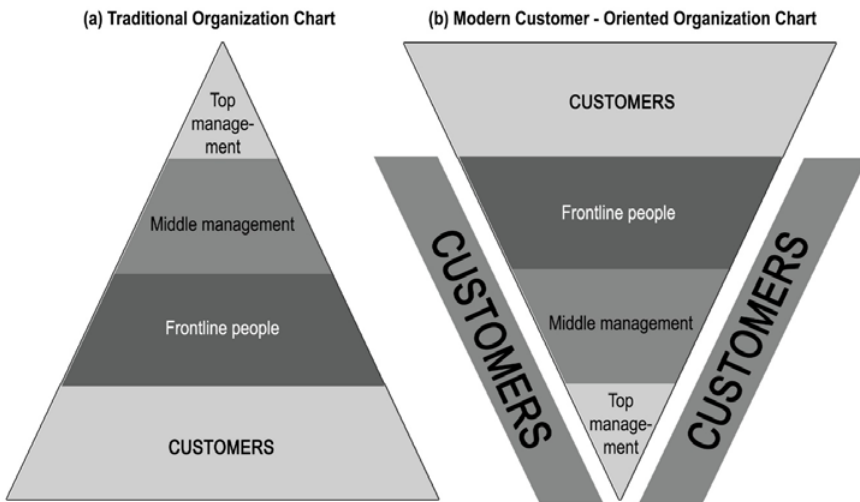 (a) Traditional Organization Chart
Top
manage-
ment
Middle management
Frontline people
CUSTOMERS
(b) Modern Customer - Oriented Organization Chart
CUSTOMERS
Frontline people
Middle management
Top
manage-
ment
CUSTOMERS
CUSTOMERS